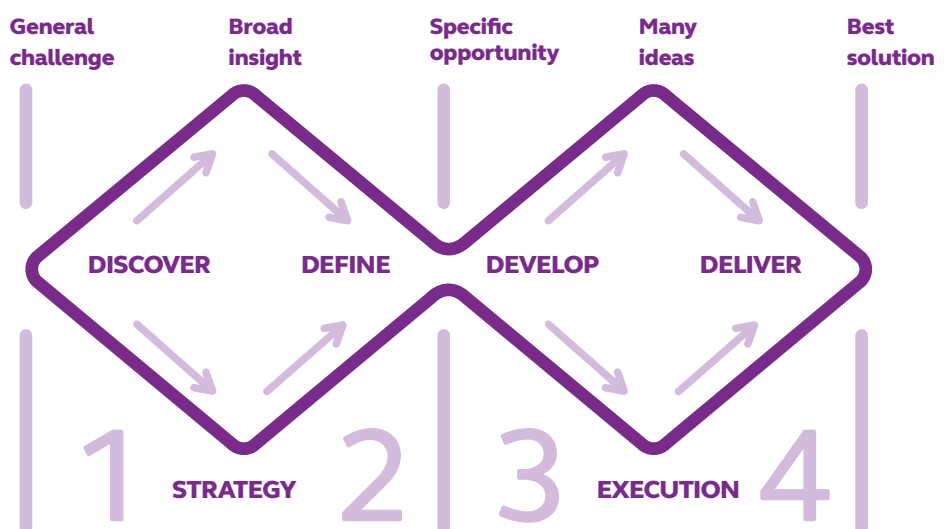 General
challenge
Broad
insight
Specific
opportunity
Many
ideas
Best
solution
DISCOVER
DEFINE
DEVELOP
DELIVER
1
2
3
4
STRATEGY
EXECUTION